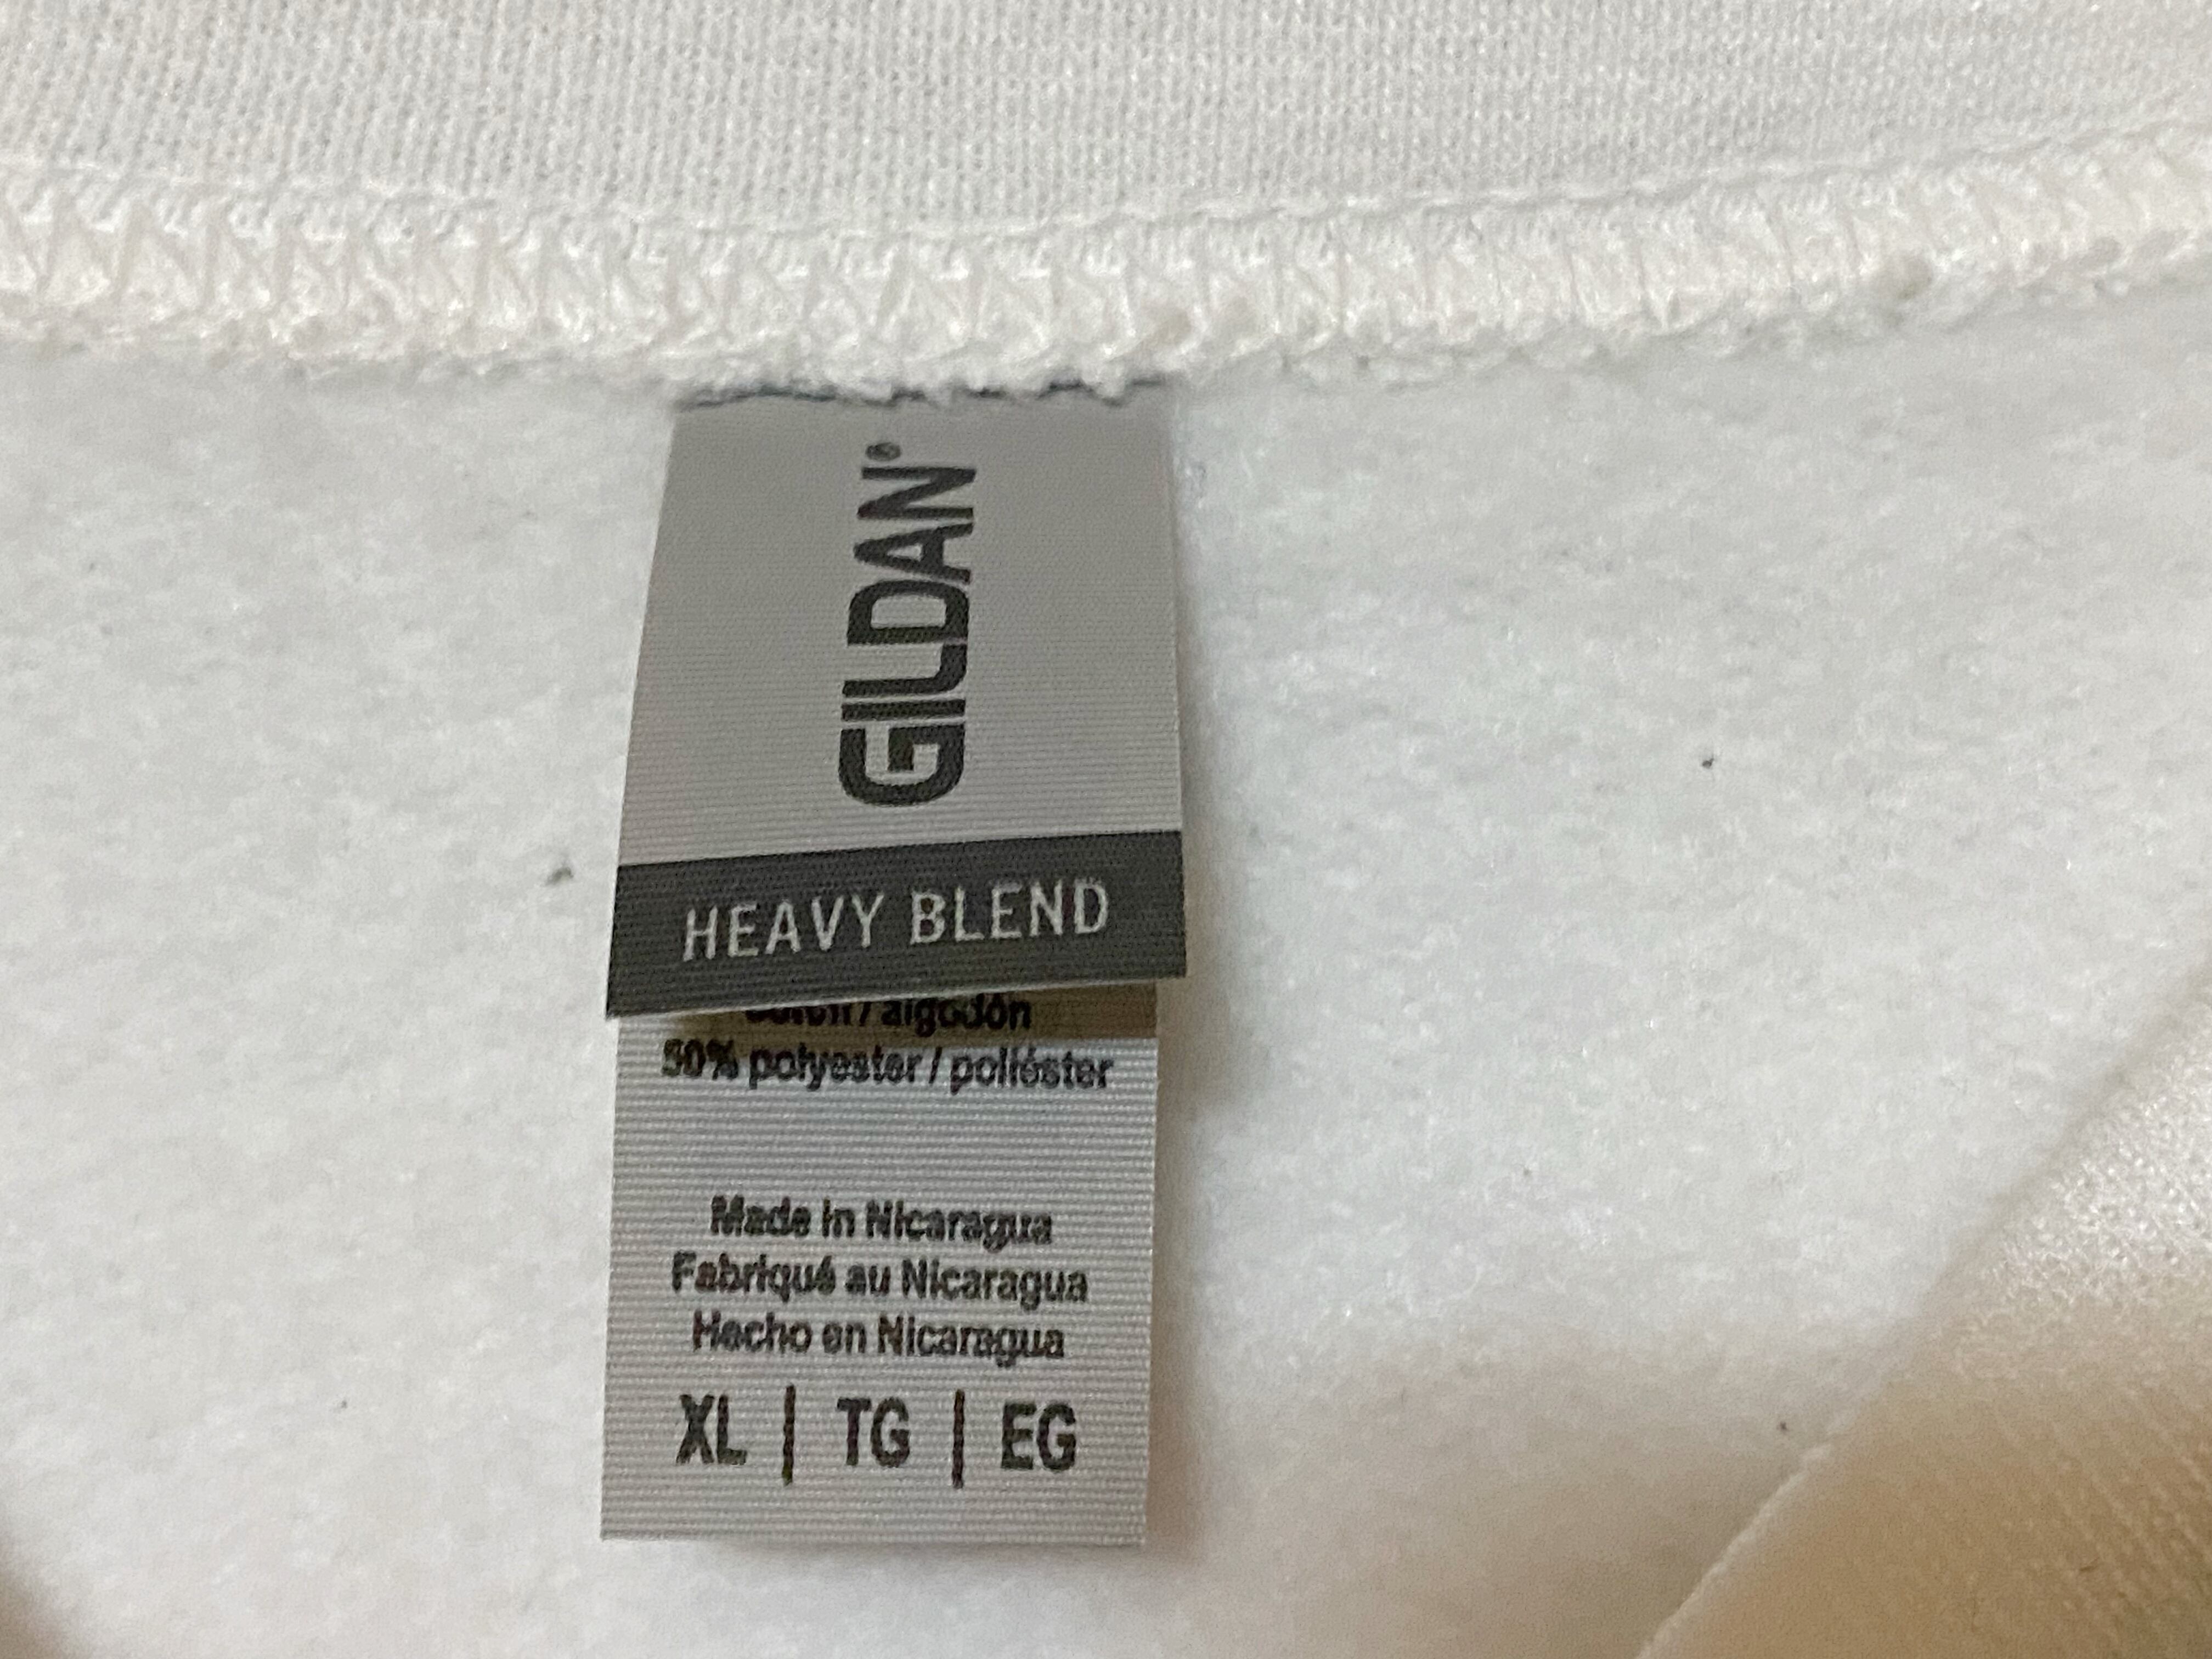 GILDAN®
HEAVY BLEND
coton / algodón
50% polyester / poliéster
Made in Nicaragua
Fabriqué au Nicaragua
Hecho en Nicaragua
XL | TG | EG